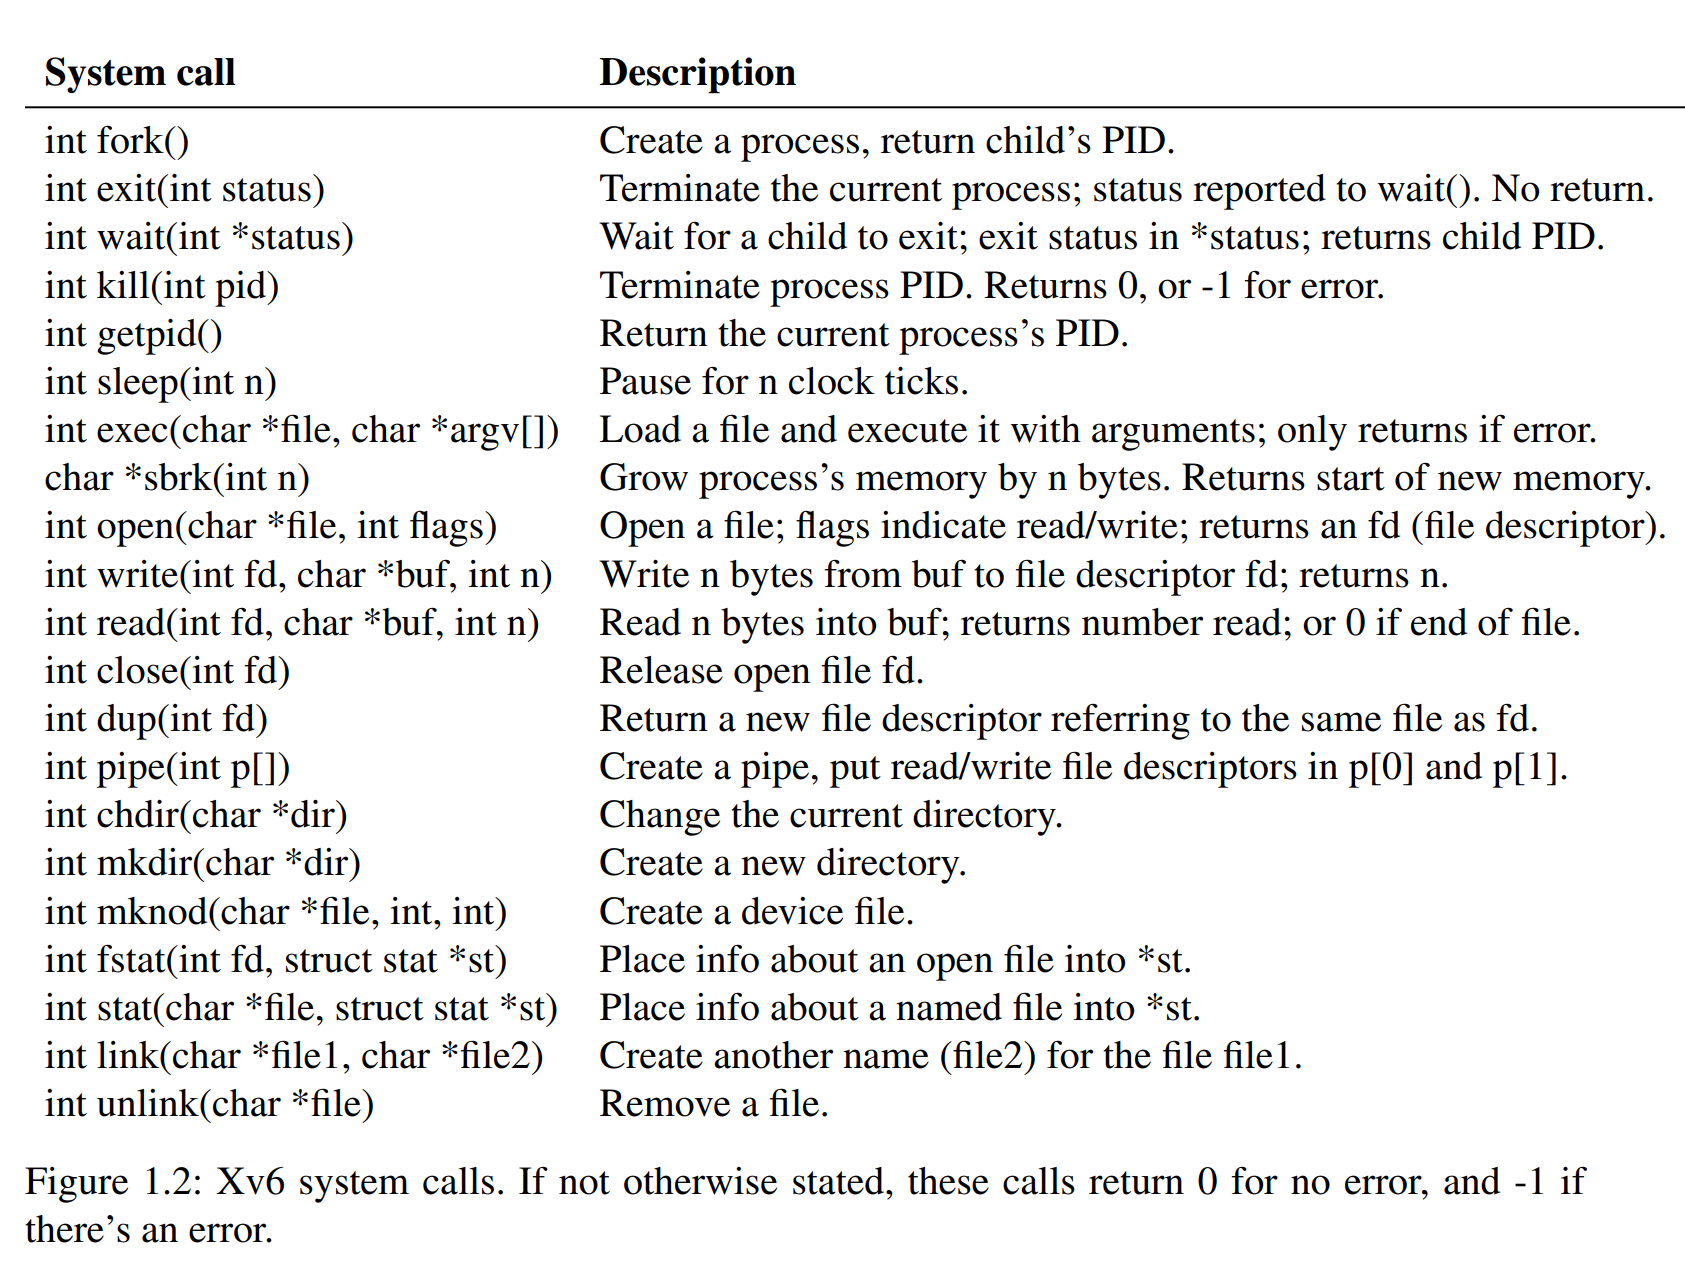 System call Description
int fork() Create a process, return child’s PID.
int exit(int status) Terminate the current process; status reported to wait(). No return.
int wait(int *status) Wait for a child to exit; exit status in *status; returns child PID.
int kill(int pid) Terminate process PID. Returns 0, or -1 for error.
int getpid() Return the current process’s PID.
int sleep(int n) Pause for n clock ticks.
int exec(char *file, char *argv[]) Load a file and execute it with arguments; only returns if error.
char *sbrk(int n) Grow process’s memory by n bytes. Returns start of new memory.
int open(char *file, int flags) Open a file; flags indicate read/write; returns an fd (file descriptor).
int write(int fd, char *buf, int n) Write n bytes from buf to file descriptor fd; returns n.
int read(int fd, char *buf, int n) Read n bytes into buf; returns number read; or 0 if end of file.
int close(int fd) Release open file fd.
int dup(int fd) Return a new file descriptor referring to the same file as fd.
int pipe(int p[]) Create a pipe, put read/write file descriptors in p[0] and p[1].
int chdir(char *dir) Change the current directory.
int mkdir(char *dir) Create a new directory.
int mknod(char *file, int, int) Create a device file.
int fstat(int fd, struct stat *st) Place info about an open file into *st.
int stat(char *file, struct stat *st) Place info about a named file into *st.
int link(char *file1, char *file2) Create another name (file2) for the file file1.
int unlink(char *file) Remove a file.
Figure 1.2: Xv6 system calls. If not otherwise stated, these calls return 0 for no error, and -1 if
there’s an error.